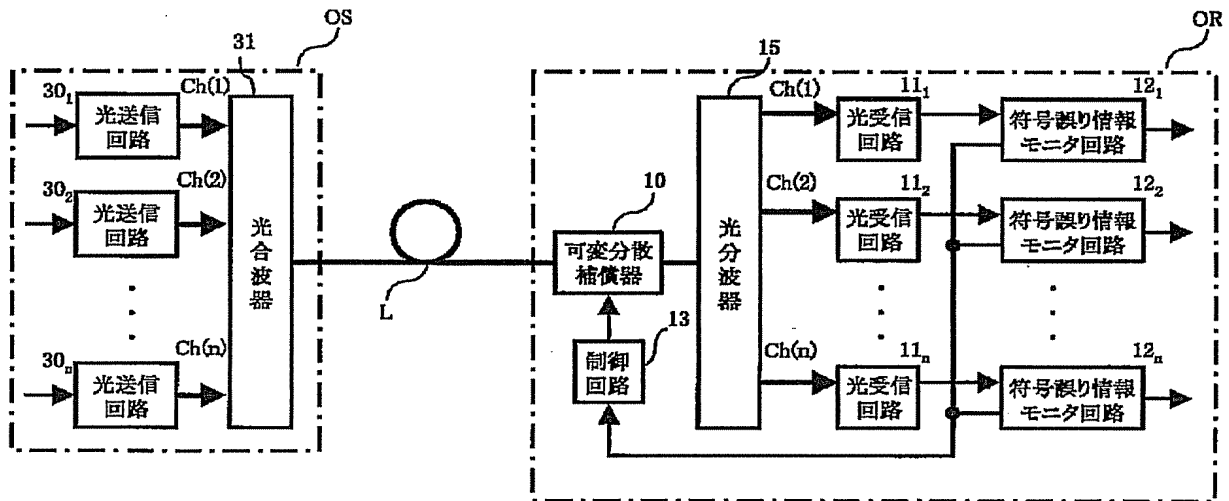 OS
OR
31
15
30₁
光送信
回路
Ch(1)
Ch(1)
11₁
光受信
回路
12₁
符号誤り情報
モニタ回路
30₂
光送信
回路
Ch(2)
Ch(2)
11₂
光受信
回路
12₂
符号誤り情報
モニタ回路
光合波器
L
10
可変分散
補償器
光分波器
13
制御
回路
30ₙ
光送信
回路
Ch(n)
Ch(n)
11ₙ
光受信
回路
12ₙ
符号誤り情報
モニタ回路